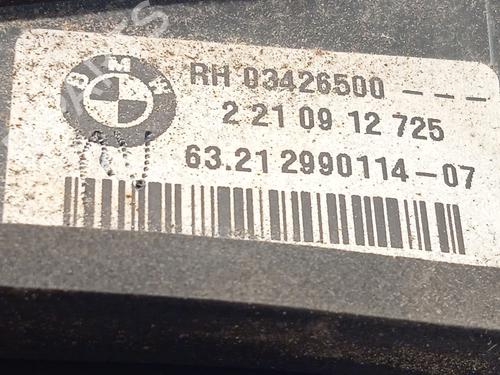 BMW
RH 03426500 - - -
2 21 09 12 725
63.21 2990114-07